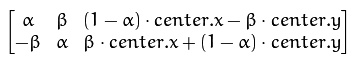 [ α β (1 − α) · center.x − β · center.y ]
[ −β α β · center.x + (1 − α) · center.y ]